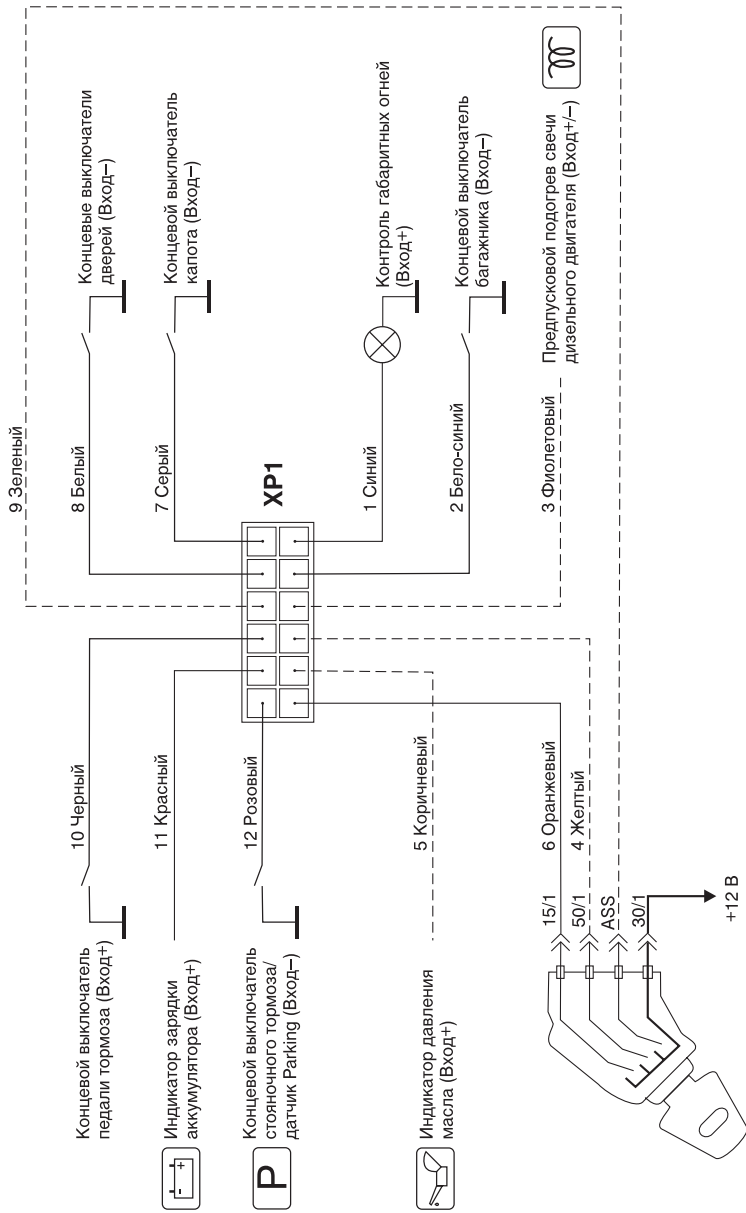 9 Зеленый
8 Белый
Концевые выключатели
дверей (Вход–)
7 Серый
Концевой выключатель
капота (Вход–)
XP1
1 Синий
Контроль габаритных огней
(Вход+)
2 Бело-синий
Концевой выключатель
багажника (Вход–)
3 Фиолетовый
Предпусковой подогрев свечи
дизельного двигателя (Вход+/–)
Концевой выключатель
педали тормоза (Вход+)
10 Черный
- +
Индикатор зарядки
аккумулятора (Вход+)
11 Красный
P
Концевой выключатель
стояночного тормоза/
датчик Parking (Вход–)
12 Розовый
Индикатор давления
масла (Вход+)
5 Коричневый
15/1
6 Оранжевый
50/1
4 Желтый
ASS
30/1
+12 В